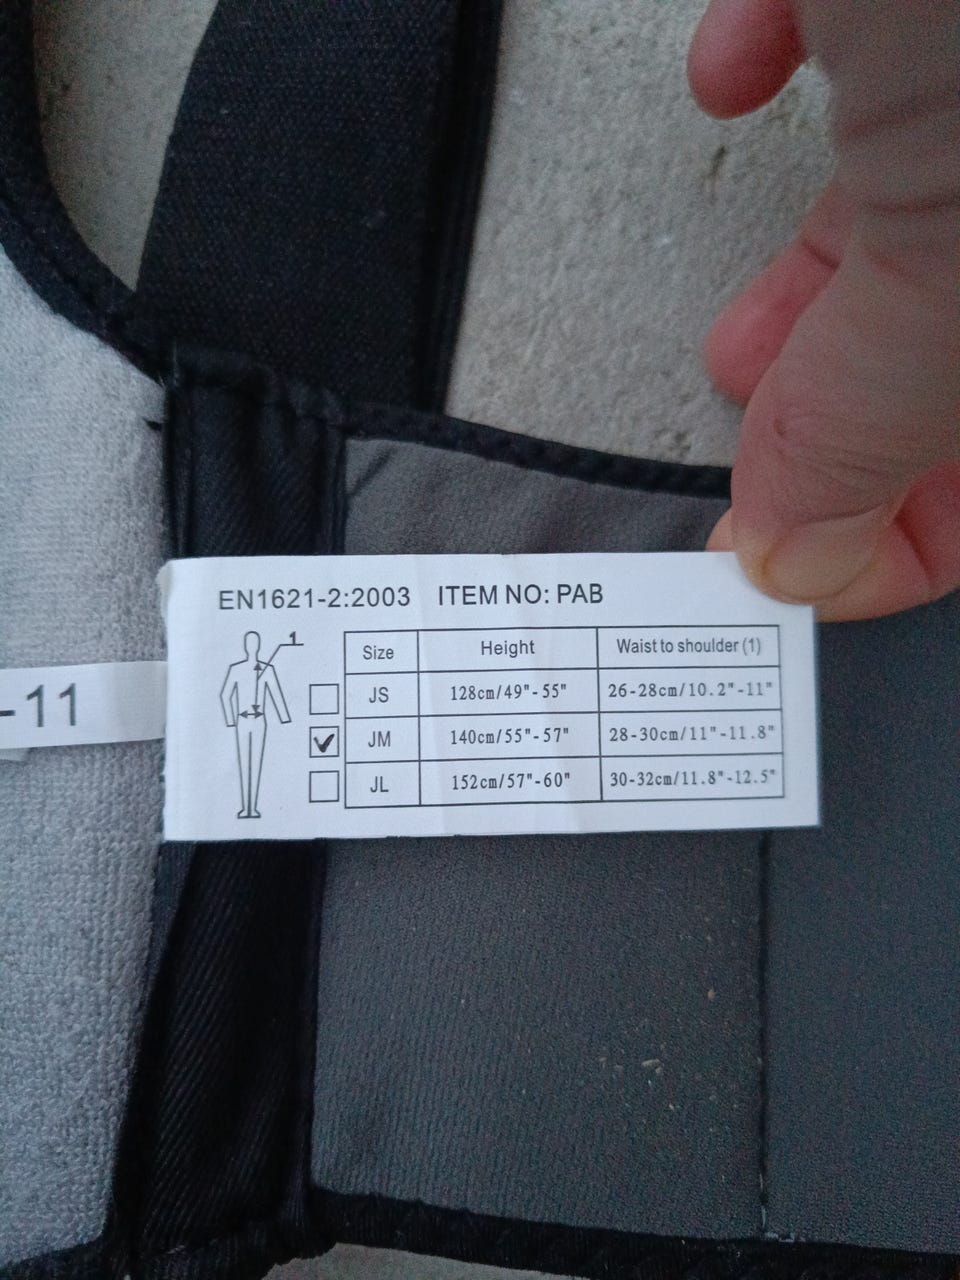 EN1621-2:2003 ITEM NO: PAB
1
Size Height Waist to shoulder (1)
JS 128cm/49"-55" 26-28cm/10.2"-11"
JM 140cm/55"-57" 28-30cm/11"-11.8"
JL 152cm/57"-60" 30-32cm/11.8"-12.5"
-11